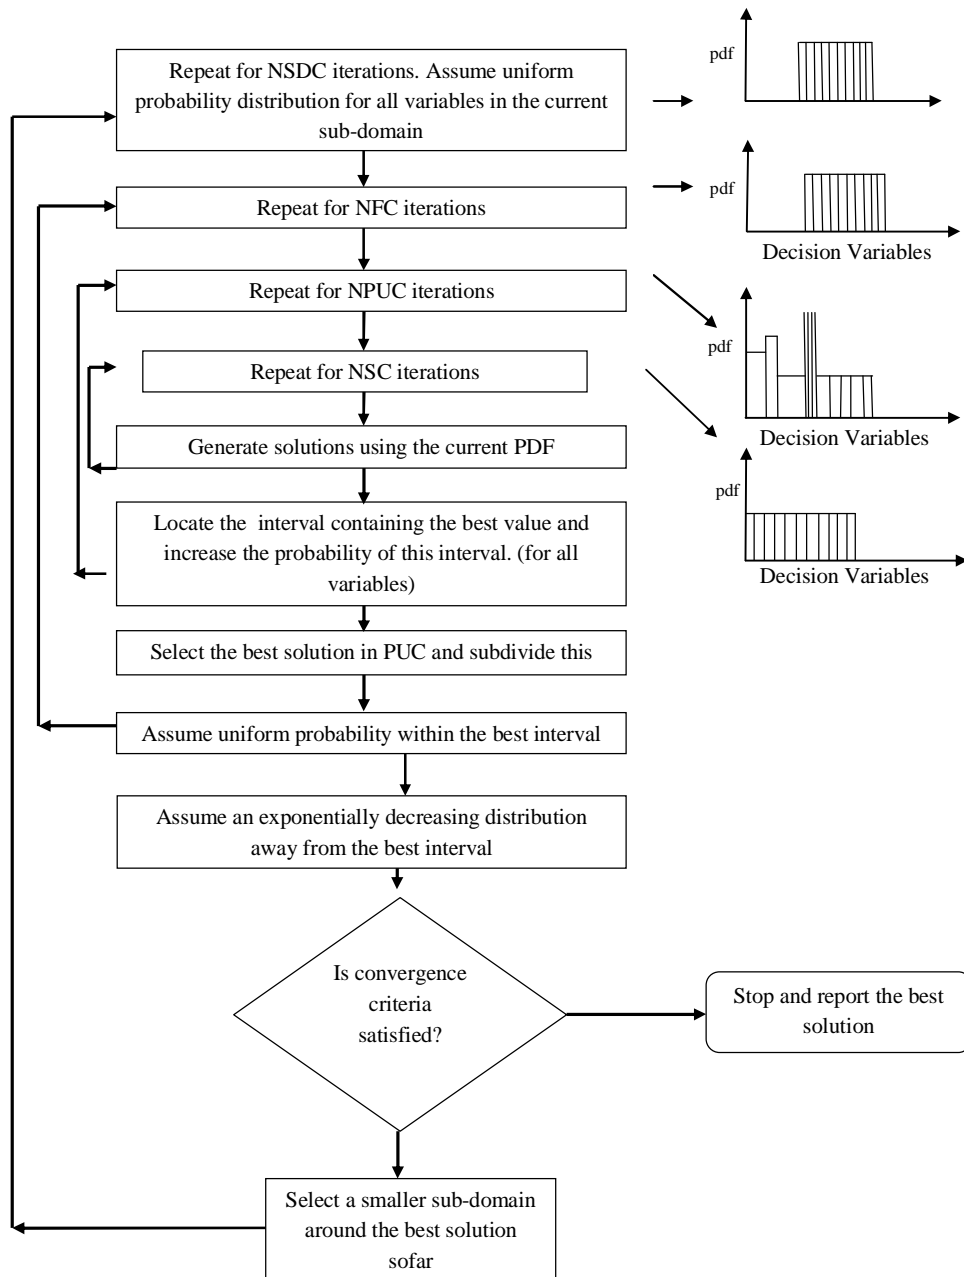 Repeat for NSDC iterations. Assume uniform
probability distribution for all variables in the current
sub-domain
pdf
Repeat for NFC iterations
pdf
Decision Variables
Repeat for NPUC iterations
pdf
Decision Variables
Repeat for NSC iterations
Generate solutions using the current PDF
pdf
Decision Variables
Locate the interval containing the best value and
increase the probability of this interval. (for all
variables)
Select the best solution in PUC and subdivide this
Assume uniform probability within the best interval
Assume an exponentially decreasing distribution
away from the best interval
Is convergence
criteria
satisfied?
Stop and report the best
solution
Select a smaller sub-domain
around the best solution
sofar